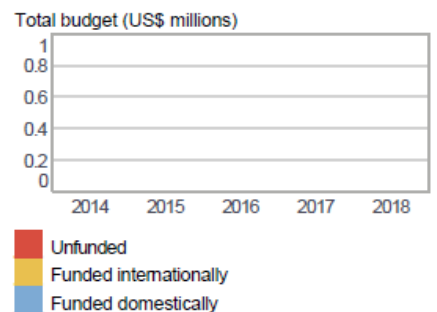 Total budget (US$ millions)
1
0.8
0.6
0.4
0.2
0
2014 2015 2016 2017 2018
Unfunded
Funded internationally
Funded domestically